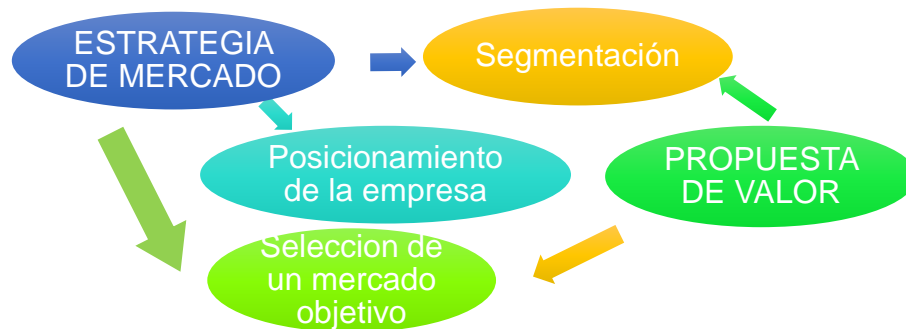 ESTRATEGIA
DE MERCADO
Segmentación
Posicionamiento
de la empresa
PROPUESTA
DE VALOR
Seleccion de
un mercado
objetivo